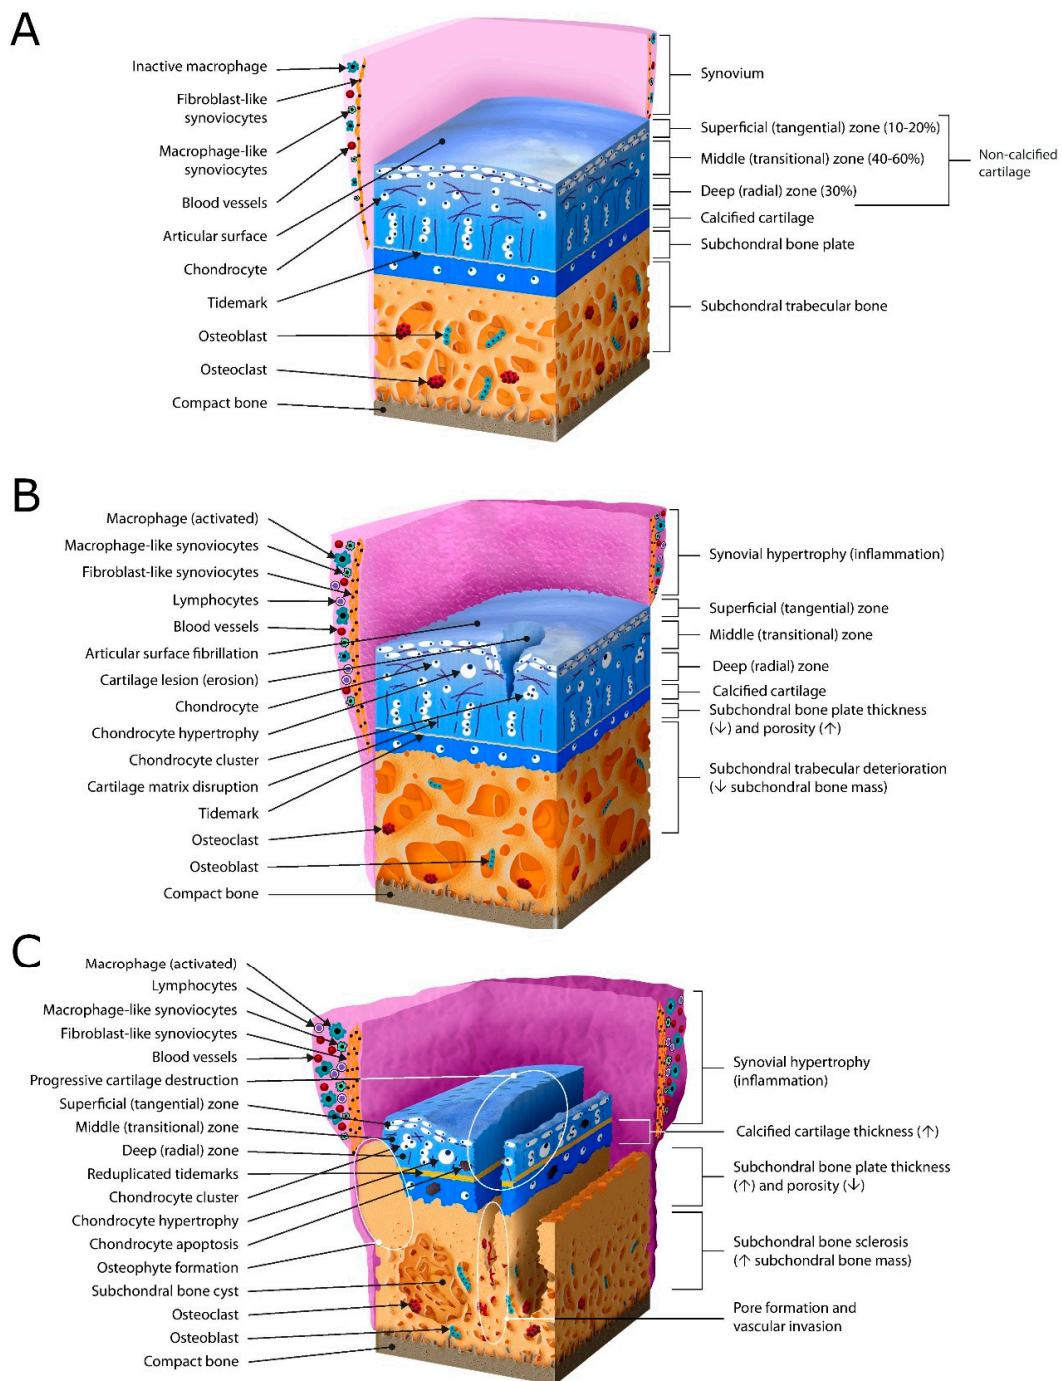 A
Inactive macrophage
Fibroblast-like
synoviocytes
Macrophage-like
synoviocytes
Blood vessels
Articular surface
Chondrocyte
Tidemark
Osteoblast
Osteoclast
Compact bone
Synovium
Superficial (tangential) zone (10-20%)
Middle (transitional) zone (40-60%)
Deep (radial) zone (30%)
Non-calcified
cartilage
Calcified cartilage
Subchondral bone plate
Subchondral trabecular bone
B
Macrophage (activated)
Macrophage-like synoviocytes
Fibroblast-like synoviocytes
Lymphocytes
Blood vessels
Articular surface fibrillation
Cartilage lesion (erosion)
Chondrocyte
Chondrocyte hypertrophy
Chondrocyte cluster
Cartilage matrix disruption
Tidemark
Osteoclast
Osteoblast
Compact bone
Synovial hypertrophy (inflammation)
Superficial (tangential) zone
Middle (transitional) zone
Deep (radial) zone
Calcified cartilage
Subchondral bone plate thickness
(↓) and porosity (↑)
Subchondral trabecular deterioration
(↓ subchondral bone mass)
C
Macrophage (activated)
Lymphocytes
Macrophage-like synoviocytes
Fibroblast-like synoviocytes
Blood vessels
Progressive cartilage destruction
Superficial (tangential) zone
Middle (transitional) zone
Deep (radial) zone
Reduplicated tidemarks
Chondrocyte cluster
Chondrocyte hypertrophy
Chondrocyte apoptosis
Osteophyte formation
Subchondral bone cyst
Osteoclast
Osteoblast
Compact bone
Synovial hypertrophy
(inflammation)
Calcified cartilage thickness (↑)
Subchondral bone plate thickness
(↑) and porosity (↓)
Subchondral bone sclerosis
(↑ subchondral bone mass)
Pore formation and
vascular invasion